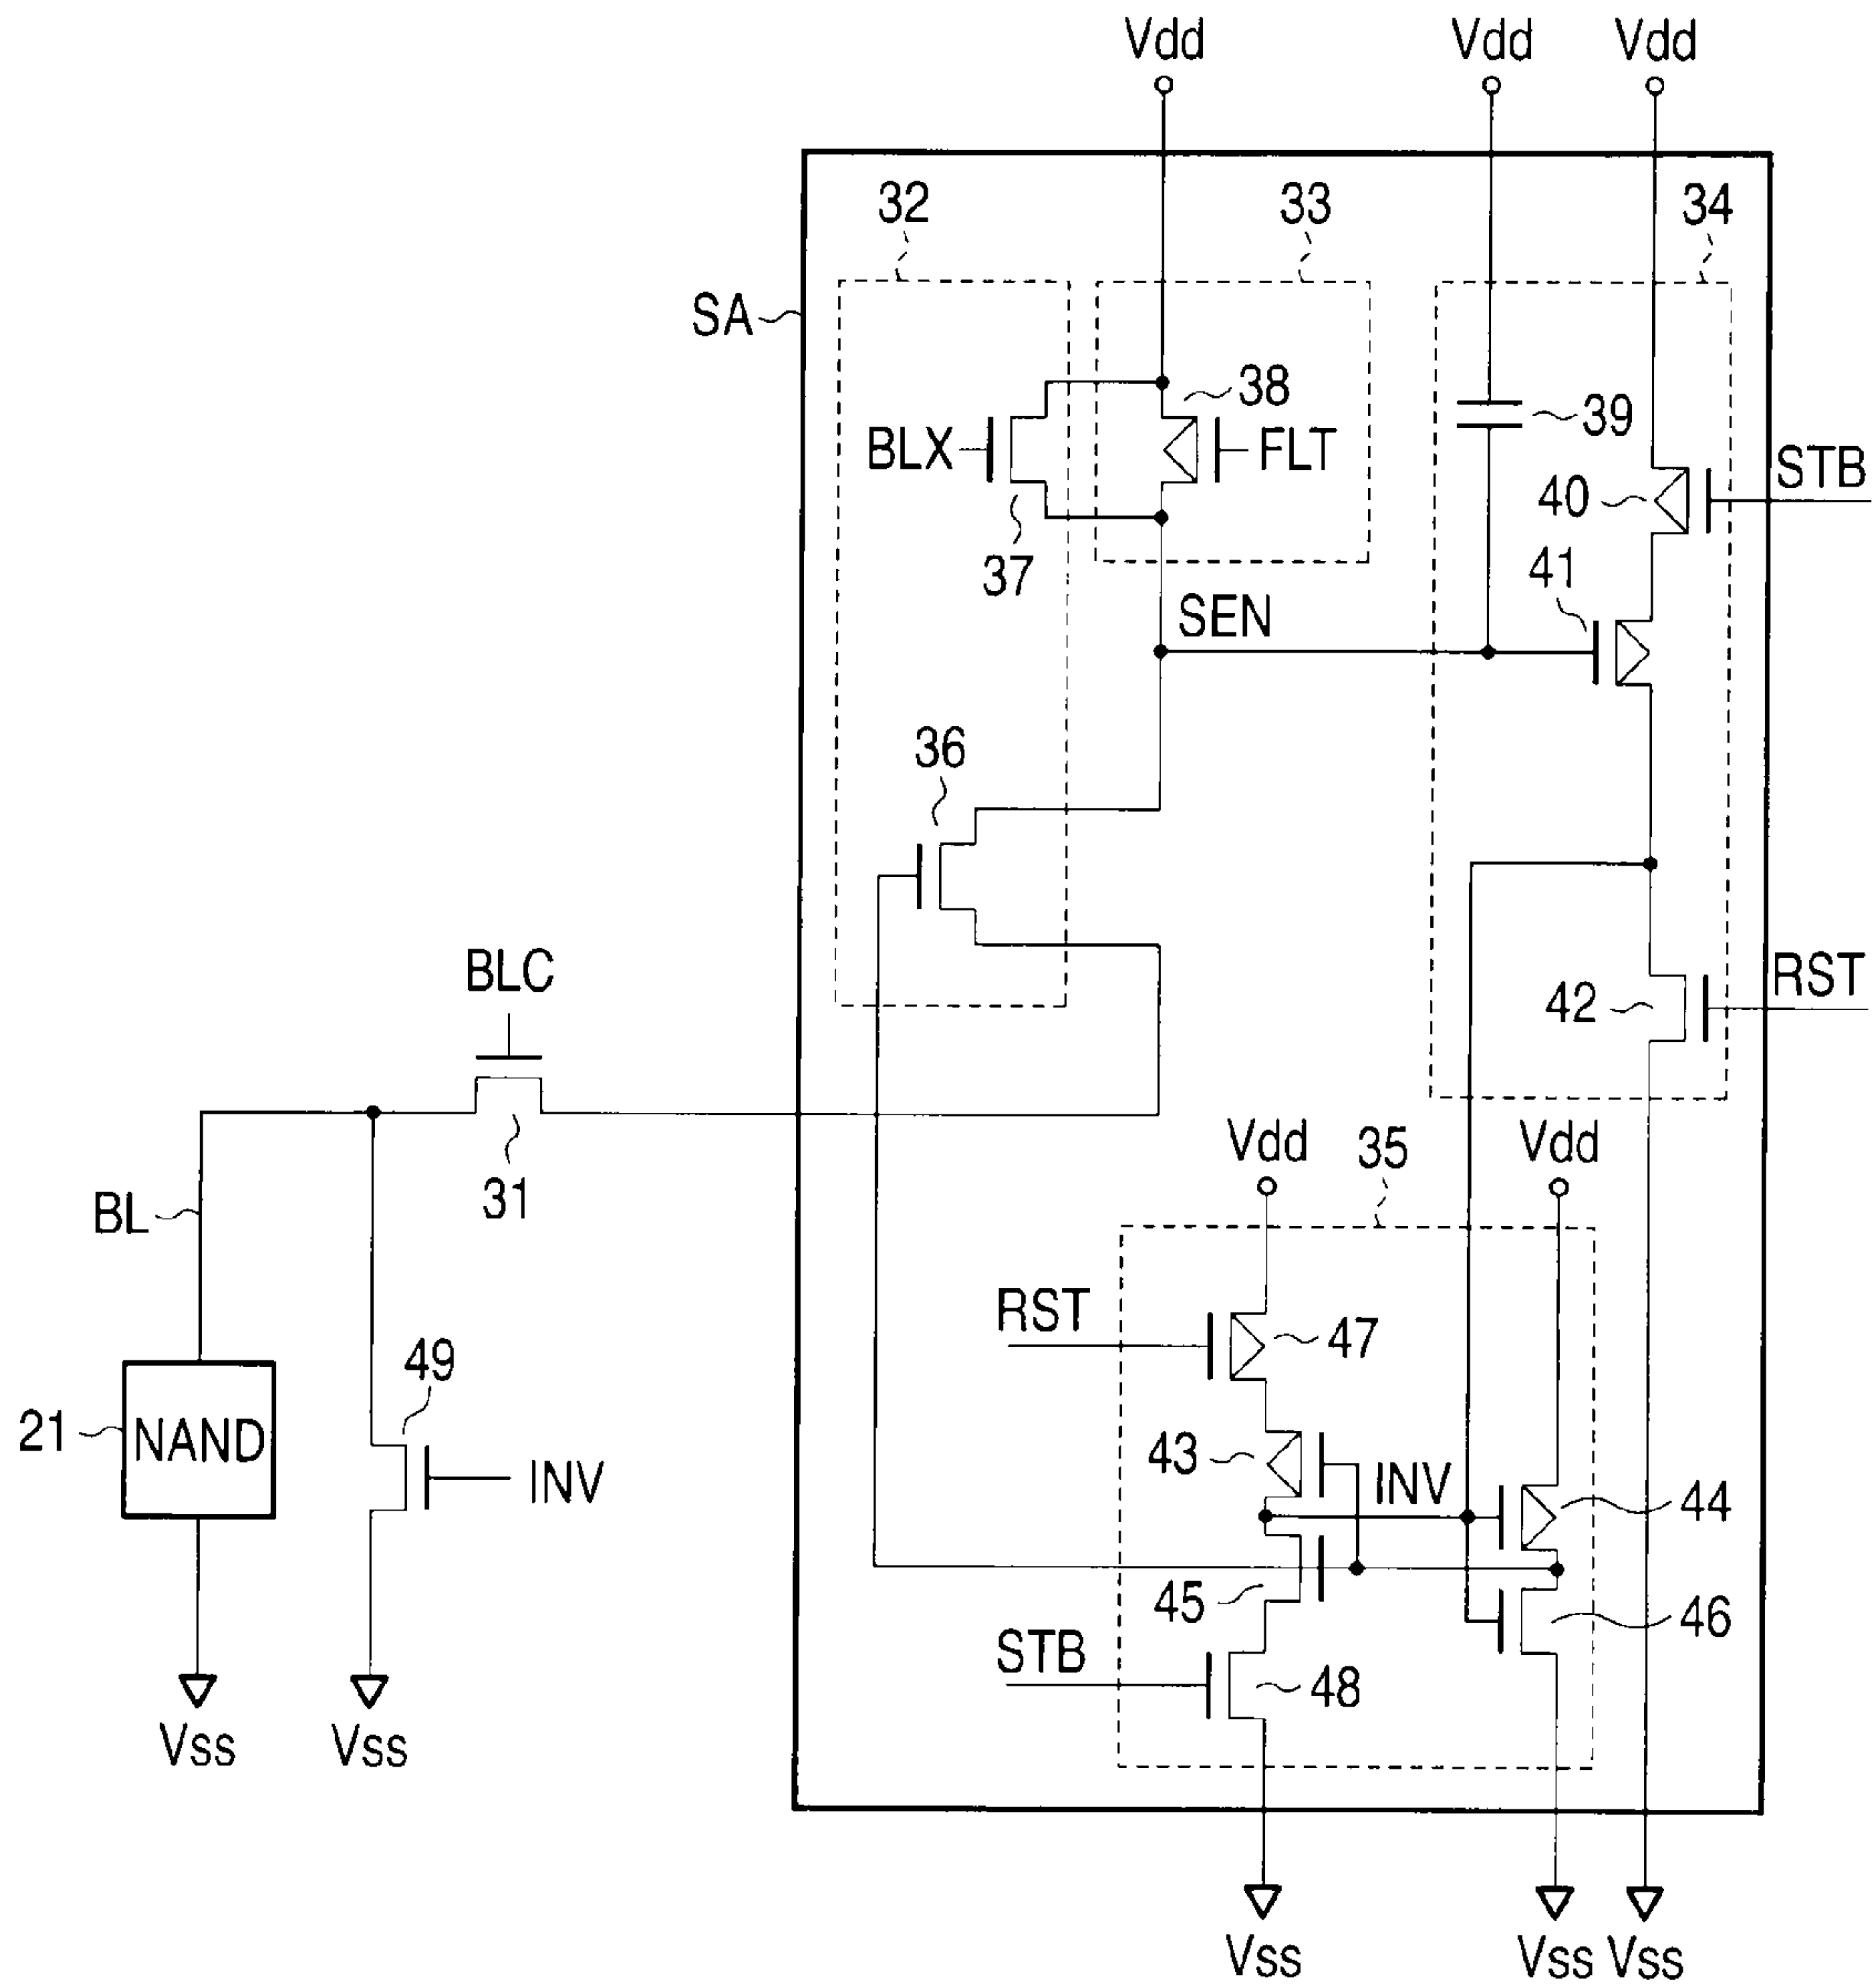 Vdd Vdd Vdd
32 33 34
SA
38
BLX FLT 39
STB
40
37 41
SEN
36
BLC
RST
42
31
Vdd Vdd
35
BL
RST
47
49
21 NAND
43 INV
INV
44
45 46
STB
48
Vss Vss
Vss Vss Vss